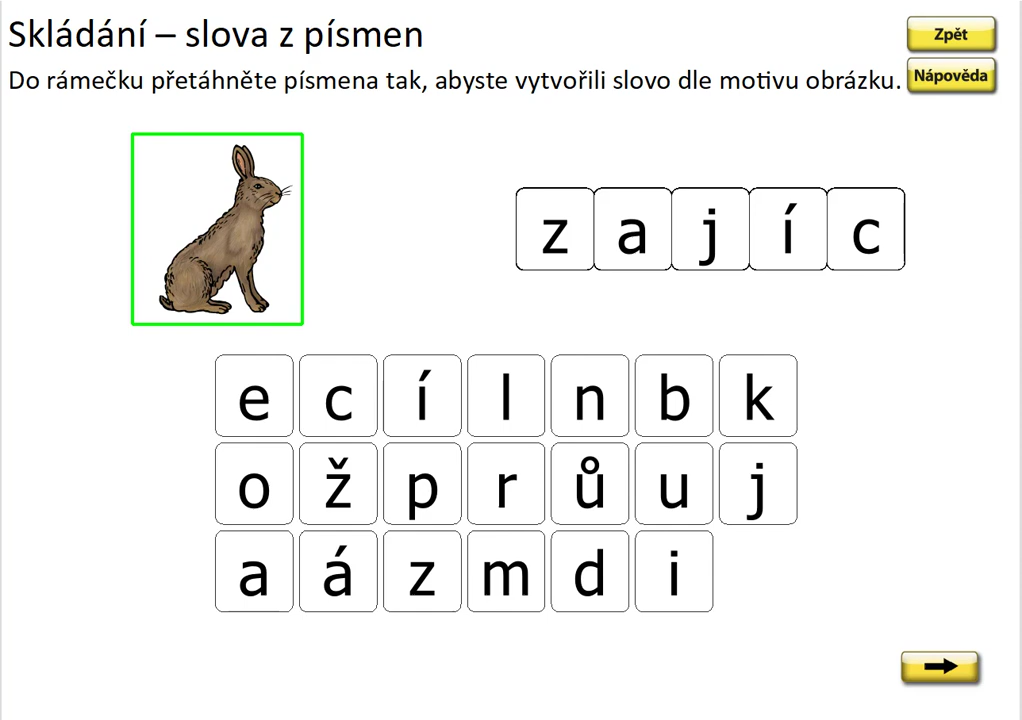 Skládání – slova z písmen
Zpět
Do rámečku přetáhněte písmena tak, abyste vytvořili slovo dle motivu obrázku.
Nápověda
z a j í c
e c í l n b k
o ž p r ů u j
a á z m d i